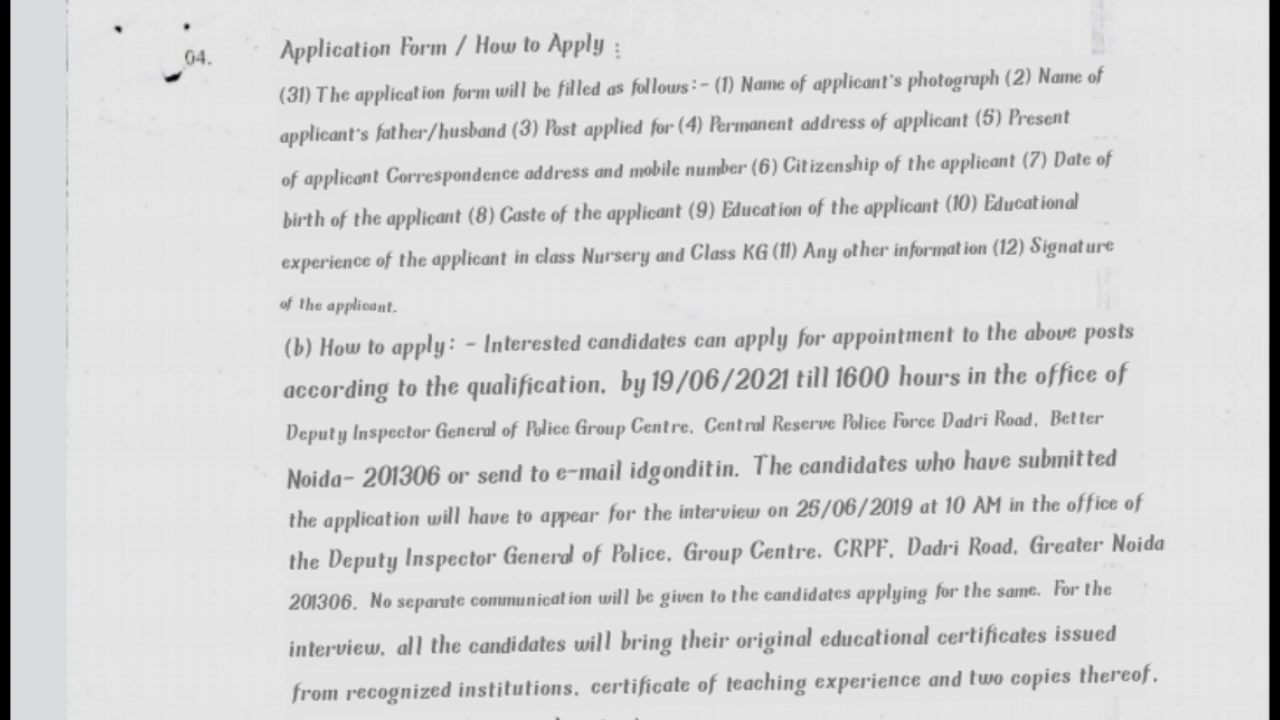 04. Application Form / How to Apply :
(31) The application form will be filled as follows:- (1) Name of applicant's photograph (2) Name of
applicant's father/husband (3) Post applied for (4) Permanent address of applicant (5) Present
of applicant Correspondence address and mobile number (6) Citizenship of the applicant (7) Date of
birth of the applicant (8) Caste of the applicant (9) Education of the applicant (10) Educational
experience of the applicant in class Nursery and Class KG (11) Any other information (12) Signature
of the applicant.
(b) How to apply: - Interested candidates can apply for appointment to the above posts
according to the qualification, by 19/06/2021 till 1600 hours in the office of
Deputy Inspector General of Police Group Centre, Central Reserve Police Force Dadri Road, Better
Noida- 201306 or send to e-mail idgonditin. The candidates who have submitted
the application will have to appear for the interview on 25/06/2019 at 10 AM in the office of
the Deputy Inspector General of Police, Group Centre, CRPF, Dadri Road, Greater Noida
201306. No separate communication will be given to the candidates applying for the same. For the
interview, all the candidates will bring their original educational certificates issued
from recognized institutions, certificate of teaching experience and two copies thereof.